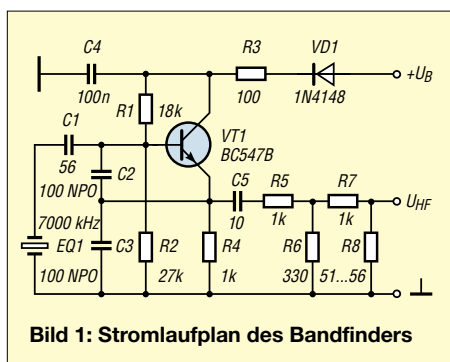 C4
R3
VD1
+U_B
100n
R1
18k
100
1N4148
C1
VT1
BC547B
56
C2
C5
R5
R7
100 NPO
U_HF
7000 kHz
10
1k
1k
EQ1
C3
R2
R4
R6
R8
100 NPO
27k
1k
330
51...56
Bild 1: Stromlaufplan des Bandfinders